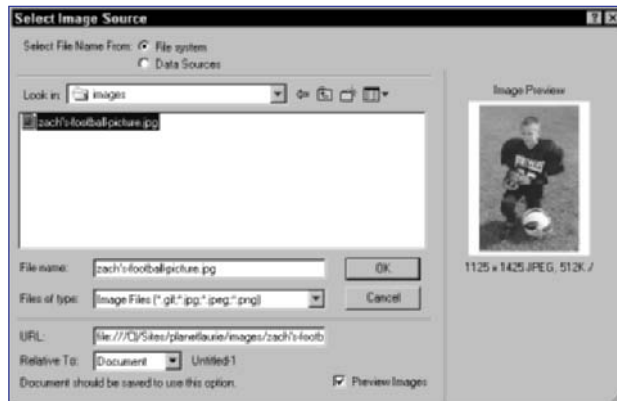 Select Image Source
Select File Name From: File system
Data Sources
Look in: images
zach's-football-picture.jpg
File name: zach's-football-picture.jpg
OK
Files of type: Image Files (*.gif;*.jpg;*.jpeg;*.png)
Cancel
URL: file:///C|/Sites/planetlaurie/images/zach's-footb
Relative To: Document Untitled-1
Document should be saved to use this option.
Preview Images
Image Preview
1125 x 1425 JPEG, 512K /